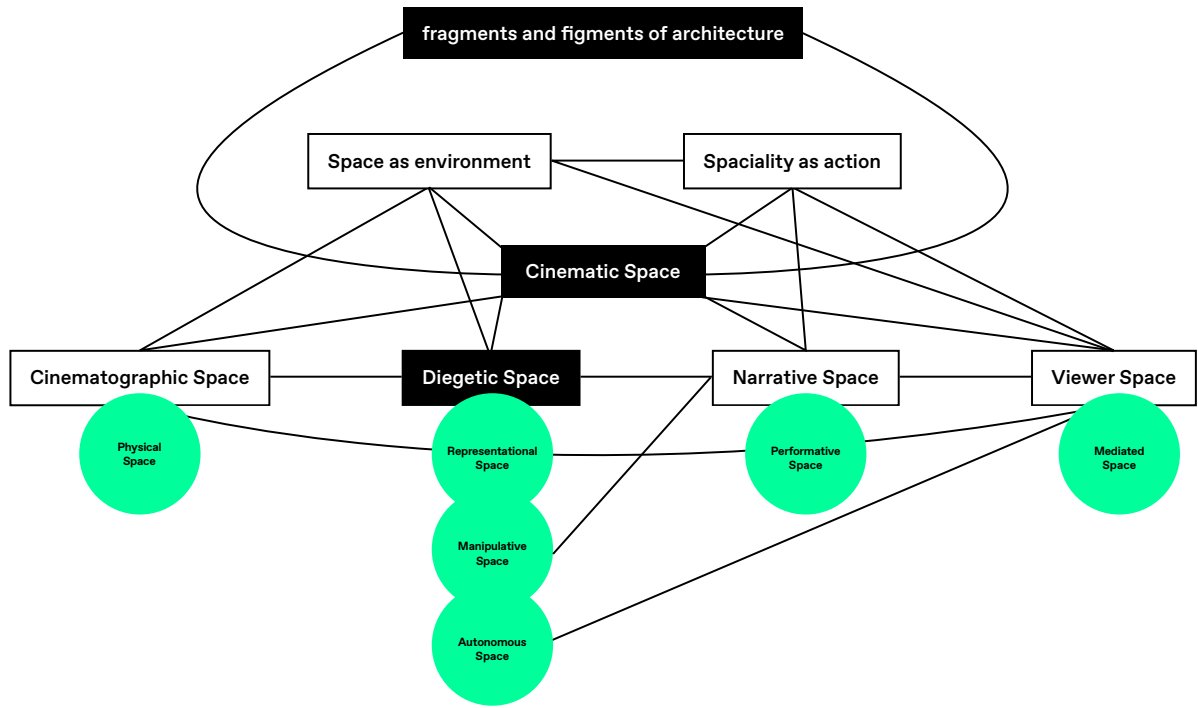 fragments and figments of architecture
Space as environment
Spaciality as action
Cinematic Space
Cinematographic Space
Diegetic Space
Narrative Space
Viewer Space
Physical
Space
Representational
Space
Performative
Space
Mediated
Space
Manipulative
Space
Autonomous
Space